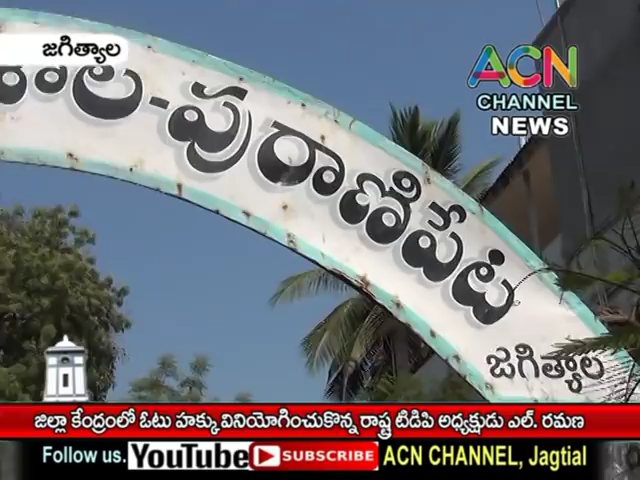 జగిత్యాల
ACN
CHANNEL
NEWS
పురాణిపేట
జగిత్యాల
జిల్లా కేంద్రంలో ఓటు హక్కు వినియోగించుకొన్న రాష్ట్ర టిడిపి అధ్యక్షుడు ఎల్. రమణ
Follow us. YouTube SUBSCRIBE ACN CHANNEL, Jagtial